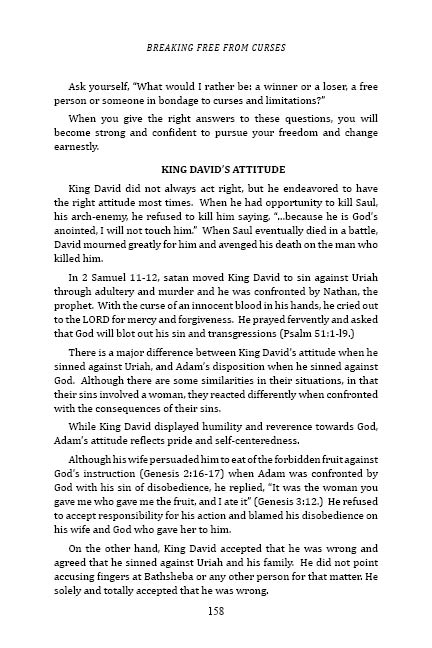 BREAKING FREE FROM CURSES
Ask yourself, “What would I rather be: a winner or a loser, a free
person or someone in bondage to curses and limitations?”
When you give the right answers to these questions, you will
become strong and confident to pursue your freedom and change
earnestly.
KING DAVID’S ATTITUDE
King David did not always act right, but he endeavored to have
the right attitude most times.  When he had opportunity to kill Saul,
his arch-enemy, he refused to kill him saying, “...because he is God’s
anointed, I will not touch him.”  When Saul eventually died in a battle,
David mourned greatly for him and avenged his death on the man who
killed him.
In 2 Samuel 11-12, satan moved King David to sin against Uriah
through adultery and murder and he was confronted by Nathan, the
prophet.  With the curse of an innocent blood in his hands, he cried out
to the LORD for mercy and forgiveness.  He prayed fervently and asked
that God will blot out his sin and transgressions (Psalm 51:1-l9.)
There is a major difference between King David’s attitude when he
sinned against Uriah, and Adam’s disposition when he sinned against
God.  Although there are some similarities in their situations, in that
their sins involved a woman, they reacted differently when confronted
with the consequences of their sins.
While King David displayed humility and reverence towards God,
Adam’s attitude reflects pride and self-centeredness.
Although his wife persuaded him to eat of the forbidden fruit against
God’s instruction (Genesis 2:16-17) when Adam was confronted by
God with his sin of disobedience, he replied, “It was the woman you
gave me who gave me the fruit, and I ate it” (Genesis 3:12.)  He refused
to accept responsibility for his action and blamed his disobedience on
his wife and God who gave her to him.
On the other hand, King David accepted that he was wrong and
agreed that he sinned against Uriah and his family.  He did not point
accusing fingers at Bathsheba or any other person for that matter. He
solely and totally accepted that he was wrong.
158